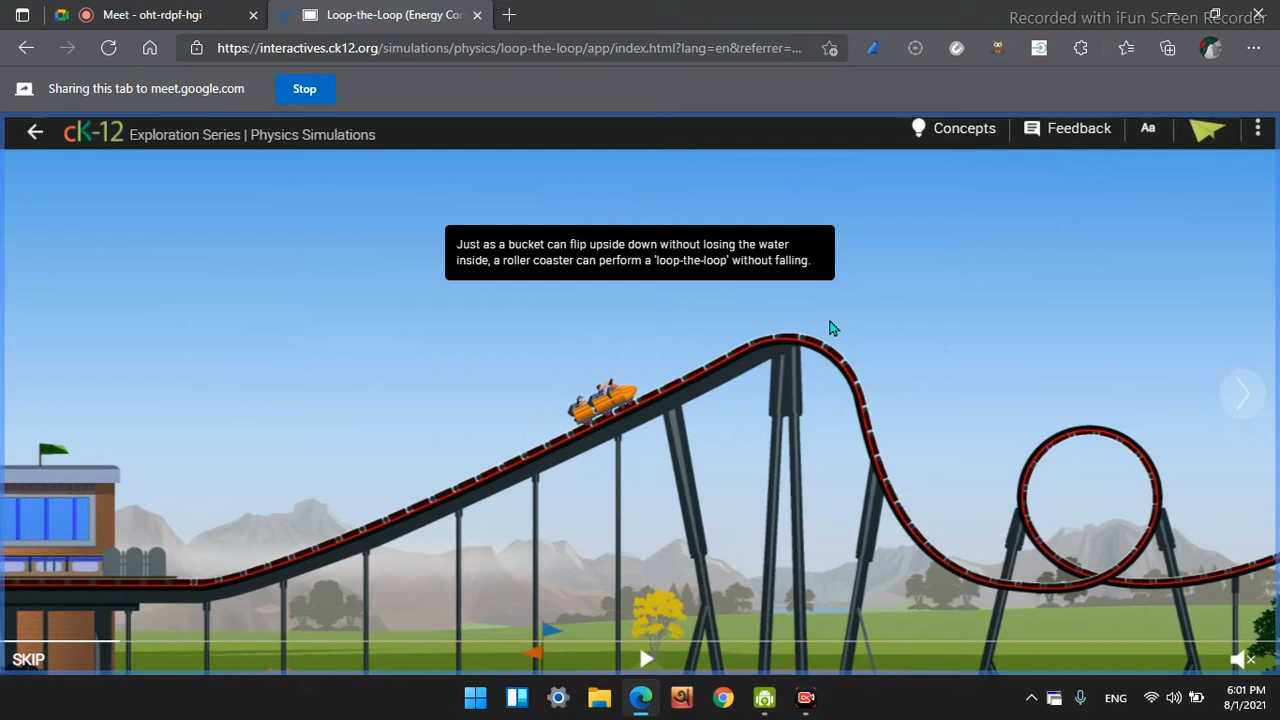 Meet - oht-rdpf-hgi
Loop-the-Loop (Energy Cor
Recorded with iFun Screen Recorder
https://interactives.ck12.org/simulations/physics/loop-the-loop/app/index.html?lang=en&referrer=...
Sharing this tab to meet.google.com
Stop
cK-12 Exploration Series | Physics Simulations
Concepts
Feedback
Aa
Just as a bucket can flip upside down without losing the water
inside, a roller coaster can perform a 'loop-the-loop' without falling.
SKIP
ENG
6:01 PM
8/1/2021